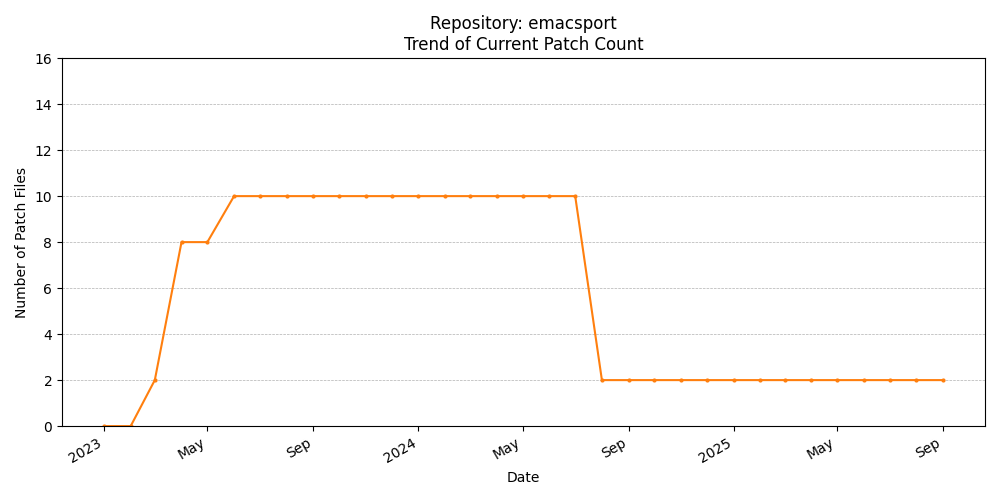 Repository: emacsport
Trend of Current Patch Count
16
14
12
10
8
6
4
2
0
Number of Patch Files
2023
May
Sep
2024
May
Sep
2025
May
Sep
Date